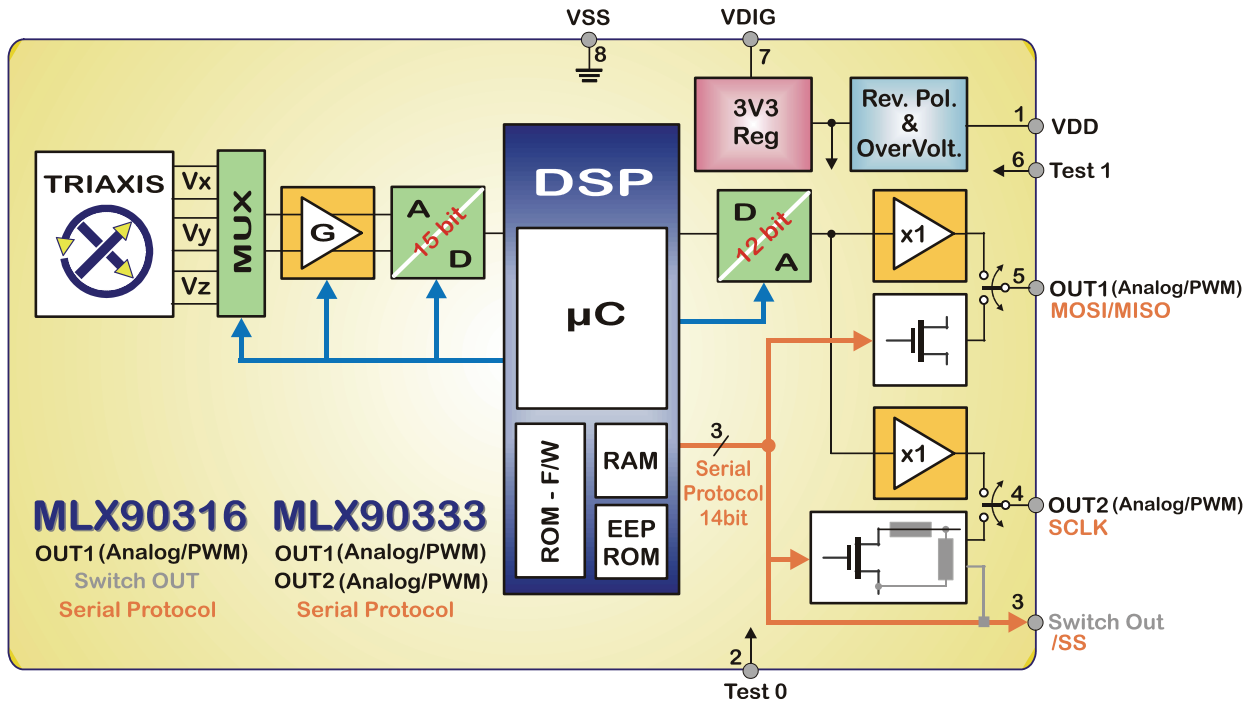 VSS
VDIG
8
7
3V3
Reg
Rev. Pol.
&
OverVolt.
1
VDD
6
Test 1
TRIAXIS
Vx
Vy
Vz
MUX
G
A
15 bit
D
DSP
µC
D
12 bit
A
x1
5
OUT1 (Analog/PWM)
MOSI/MISO
3
Serial
Protocol
14bit
x1
4
OUT2 (Analog/PWM)
SCLK
ROM - F/W
RAM
EEP
ROM
MLX90316
OUT1 (Analog/PWM)
Switch OUT
Serial Protocol
MLX90333
OUT1 (Analog/PWM)
OUT2 (Analog/PWM)
Serial Protocol
3
Switch Out
/SS
2
Test 0